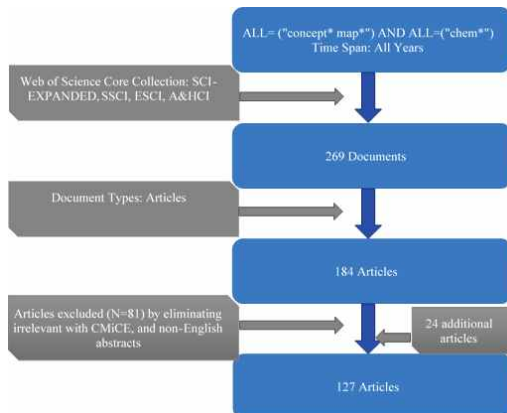 ALL= ("concept* map*") AND ALL=("chem*")
Time Span: All Years
Web of Science Core Collection: SCI-
EXPANDED, SSCI, ESCI, A&HCI
269 Documents
Document Types: Articles
184 Articles
Articles excluded (N=81) by eliminating
irrelevant with CMiCE, and non-English
abstracts
24 additional
articles
127 Articles